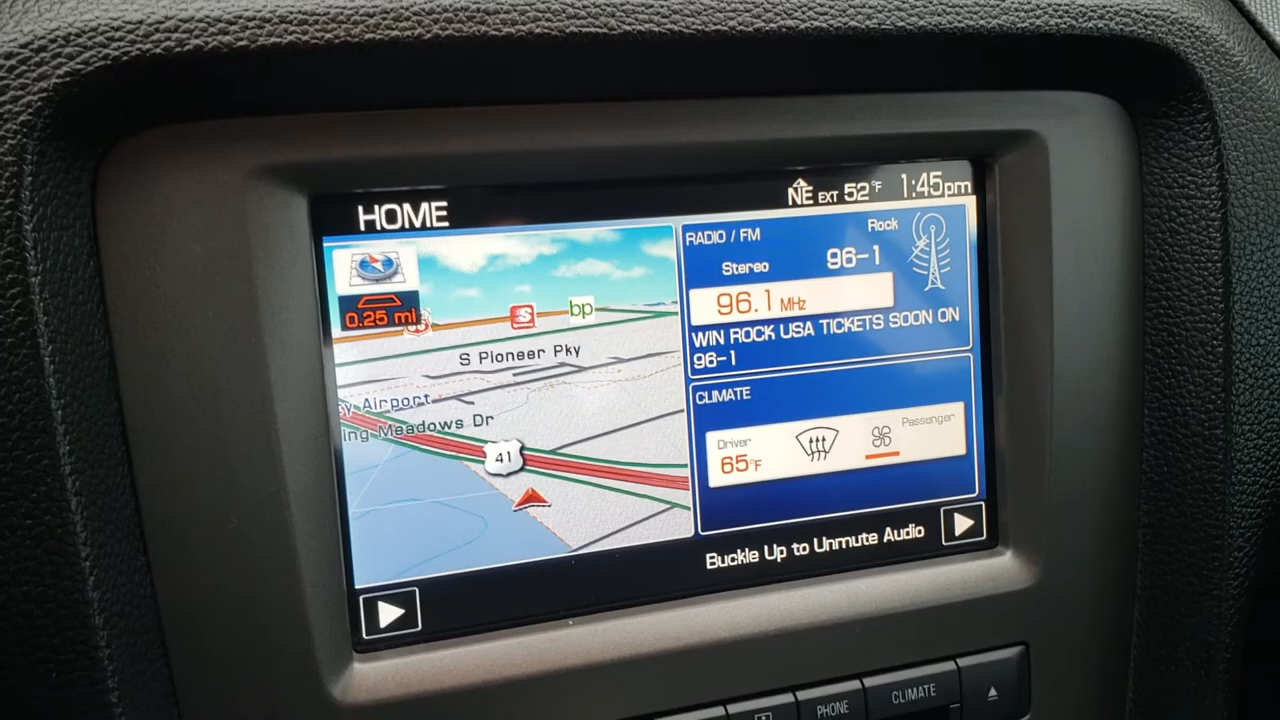 HOME
NE EXT 52°F 1:45pm
0.25 mi
S
bp
S Pioneer Pky
y Airport
ing Meadows Dr
41
RADIO / FM
Rock
Stereo 96-1
96.1 MHz
WIN ROCK USA TICKETS SOON ON
96-1
CLIMATE
Driver
65°F
Passenger
Buckle Up to Unmute Audio
PHONE
CLIMATE